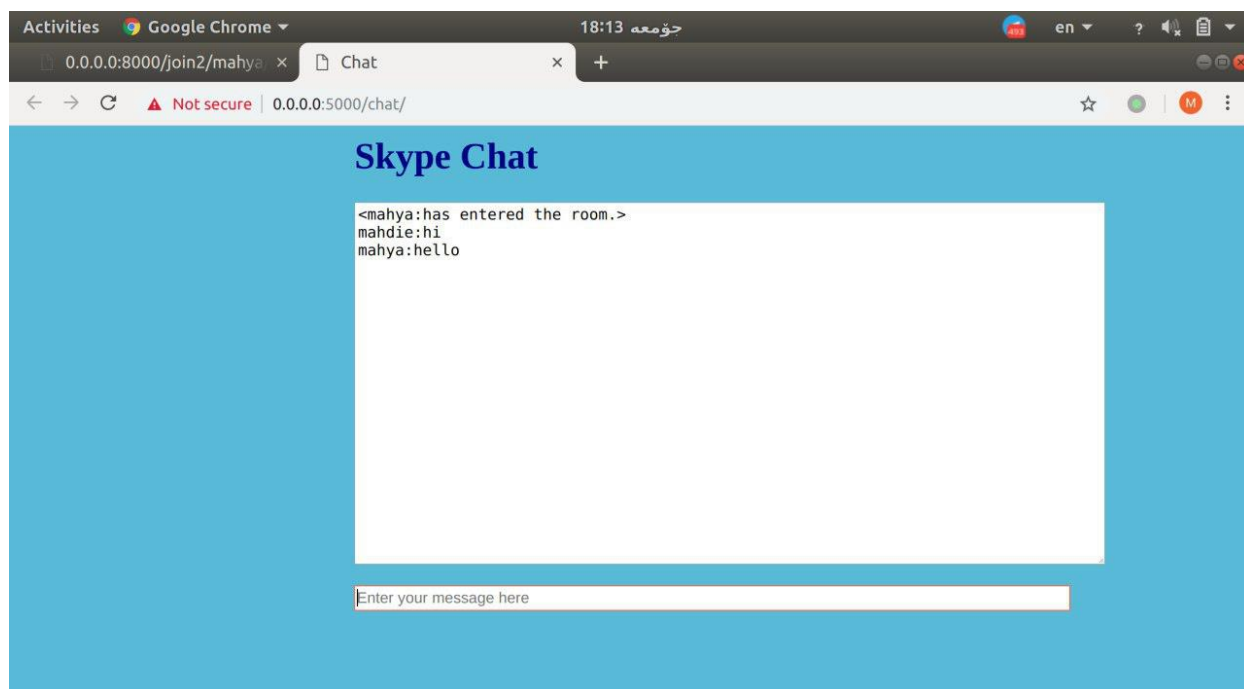 Activities Google Chrome جۆمعه 18:13 493 en ?
0.0.0.0:8000/join2/mahya × Chat × +
Not secure 0.0.0.0:5000/chat/ M
Skype Chat
<mahya:has entered the room.>
mahdie:hi
mahya:hello
Enter your message here